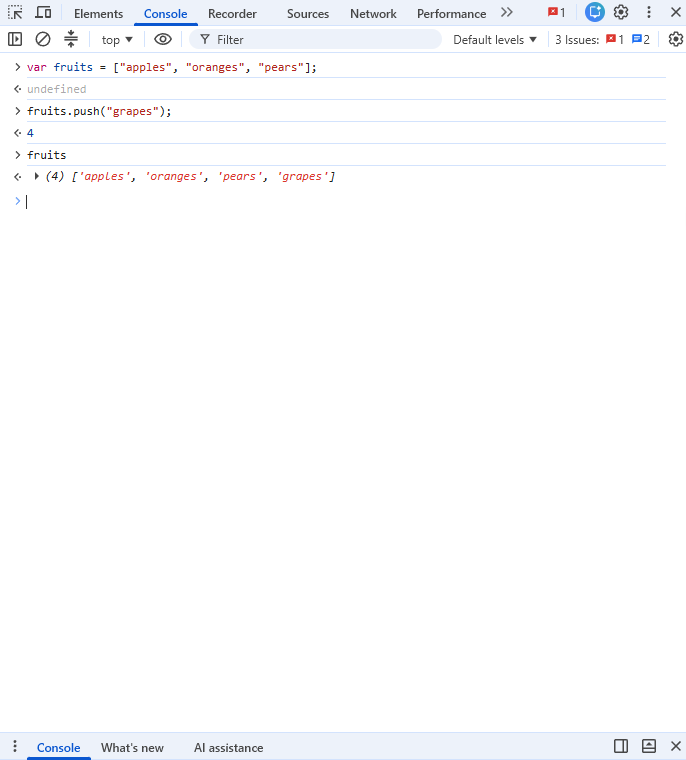 Elements Console Recorder Sources Network Performance 1
top Filter Default levels 3 Issues: 1 2
var fruits = ["apples", "oranges", "pears"];
undefined
fruits.push("grapes");
4
fruits
(4) ['apples', 'oranges', 'pears', 'grapes']
Console What's new AI assistance